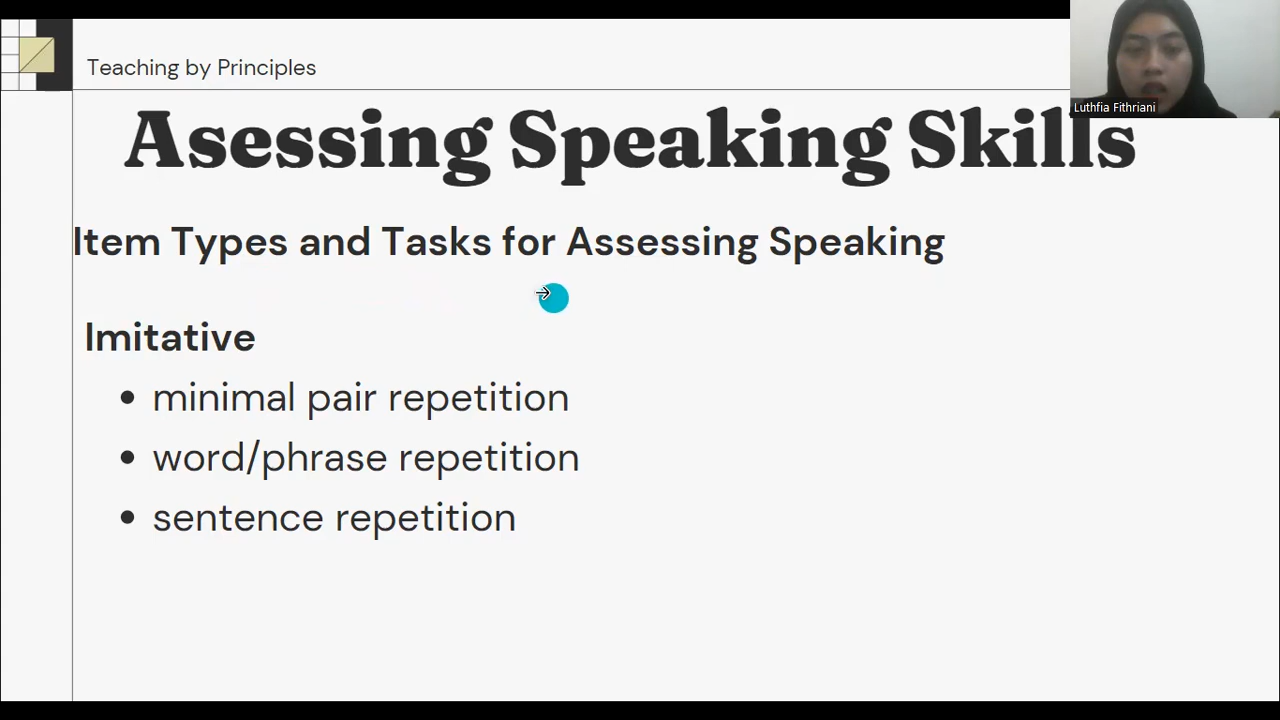 Teaching by Principles
Luthfia Fithriani
Asessing Speaking Skills
Item Types and Tasks for Assessing Speaking
Imitative
• minimal pair repetition
• word/phrase repetition
• sentence repetition